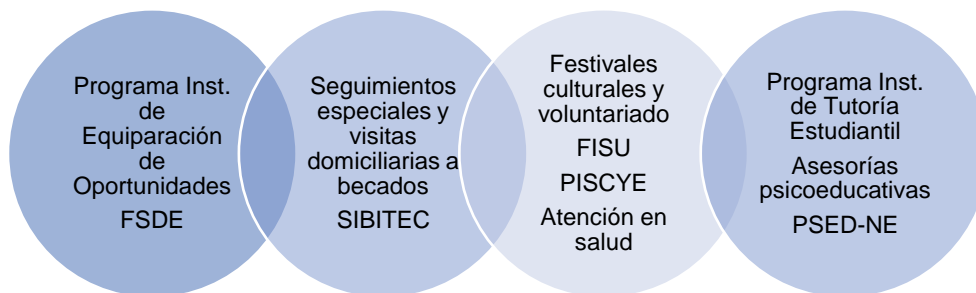 Programa Inst.
de
Equiparación
de
Oportunidades
FSDE
Seguimientos
especiales y
visitas
domiciliarias a
becados
SIBITEC
Festivales
culturales y
voluntariado
FISU
PISCYE
Atención en
salud
Programa Inst.
de Tutoría
Estudiantil
Asesorías
psicoeducativas
PSED-NE